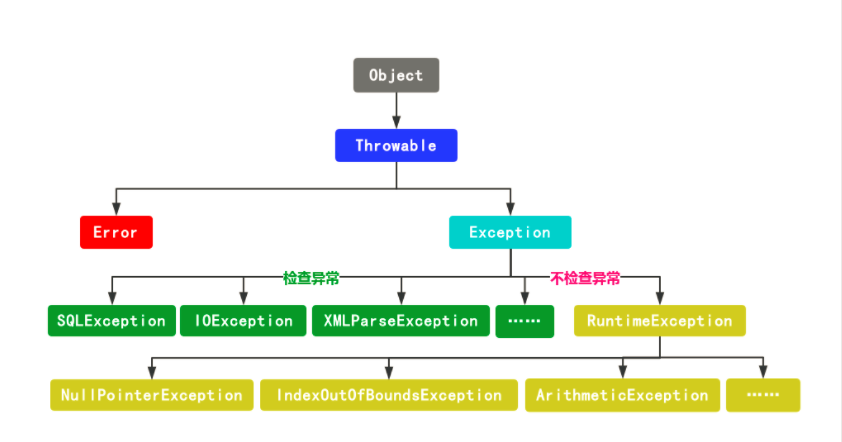 Object
Throwable
Error
Exception
检查异常
不检查异常
SQLException
IOException
XMLParseException
……
RuntimeException
NullPointerException
IndexOutOfBoundsException
ArithmeticException
……